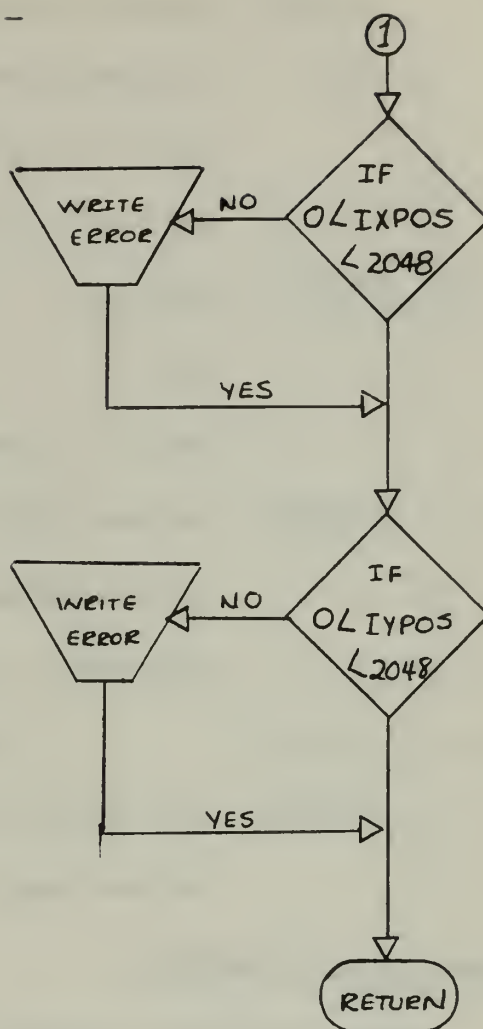 1
IF
0∠IXPOS
∠2048
NO
WRITE
ERROR
YES
IF
0∠IYPOS
∠2048
NO
WRITE
ERROR
YES
RETURN